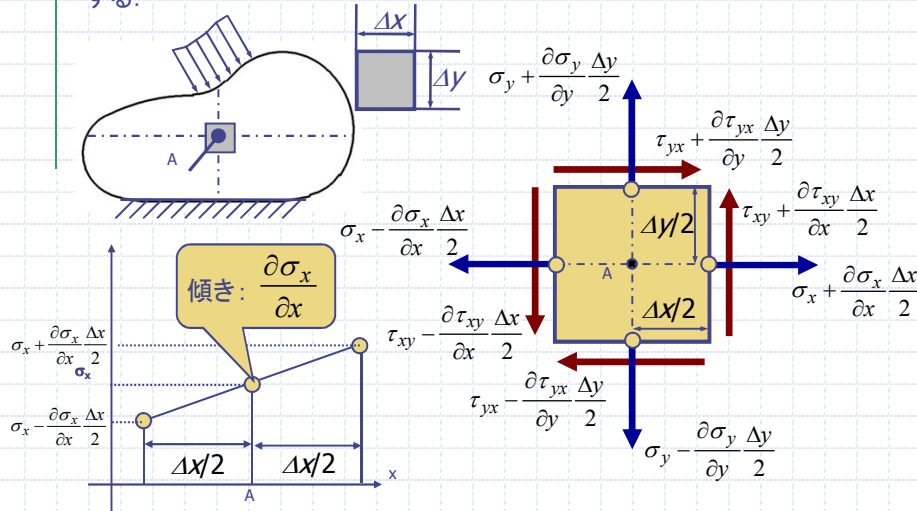 する.
Δx
Δy
A
σ_y + ∂σ_y/∂y Δy/2
τ_yx + ∂τ_yx/∂y Δy/2
τ_xy + ∂τ_xy/∂x Δx/2
σ_x − ∂σ_x/∂x Δx/2
Δy/2
A
σ_x + ∂σ_x/∂x Δx/2
Δx/2
τ_xy − ∂τ_xy/∂x Δx/2
τ_yx − ∂τ_yx/∂y Δy/2
σ_y − ∂σ_y/∂y Δy/2
傾き: ∂σ_x/∂x
σ_x + ∂σ_x/∂x Δx/2
σ_x
σ_x − ∂σ_x/∂x Δx/2
Δx/2 Δx/2
x
A